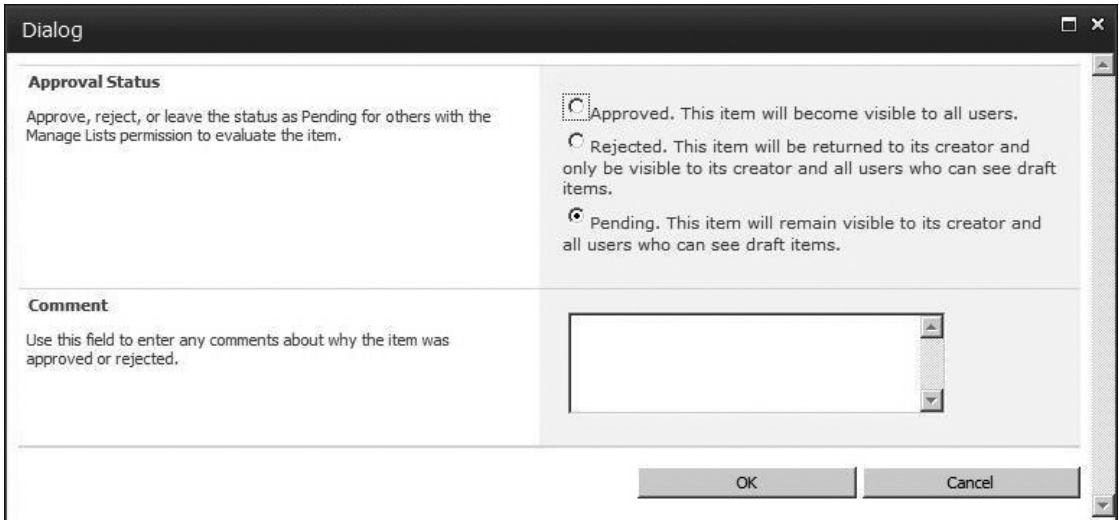 Dialog
Approval Status
Approve, reject, or leave the status as Pending for others with the
Manage Lists permission to evaluate the item.
Approved. This item will become visible to all users.
Rejected. This item will be returned to its creator and
only be visible to its creator and all users who can see draft
items.
Pending. This item will remain visible to its creator and
all users who can see draft items.
Comment
Use this field to enter any comments about why the item was
approved or rejected.
OK
Cancel